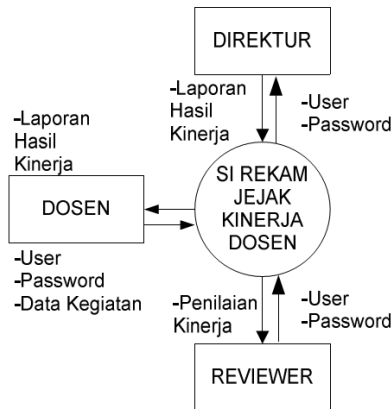 DIREKTUR
-Laporan
Hasil
Kinerja
-User
-Password
-Laporan
Hasil
Kinerja
SI REKAM
JEJAK
KINERJA
DOSEN
DOSEN
-User
-Password
-Data Kegiatan
-Penilaian
Kinerja
-User
-Password
REVIEWER